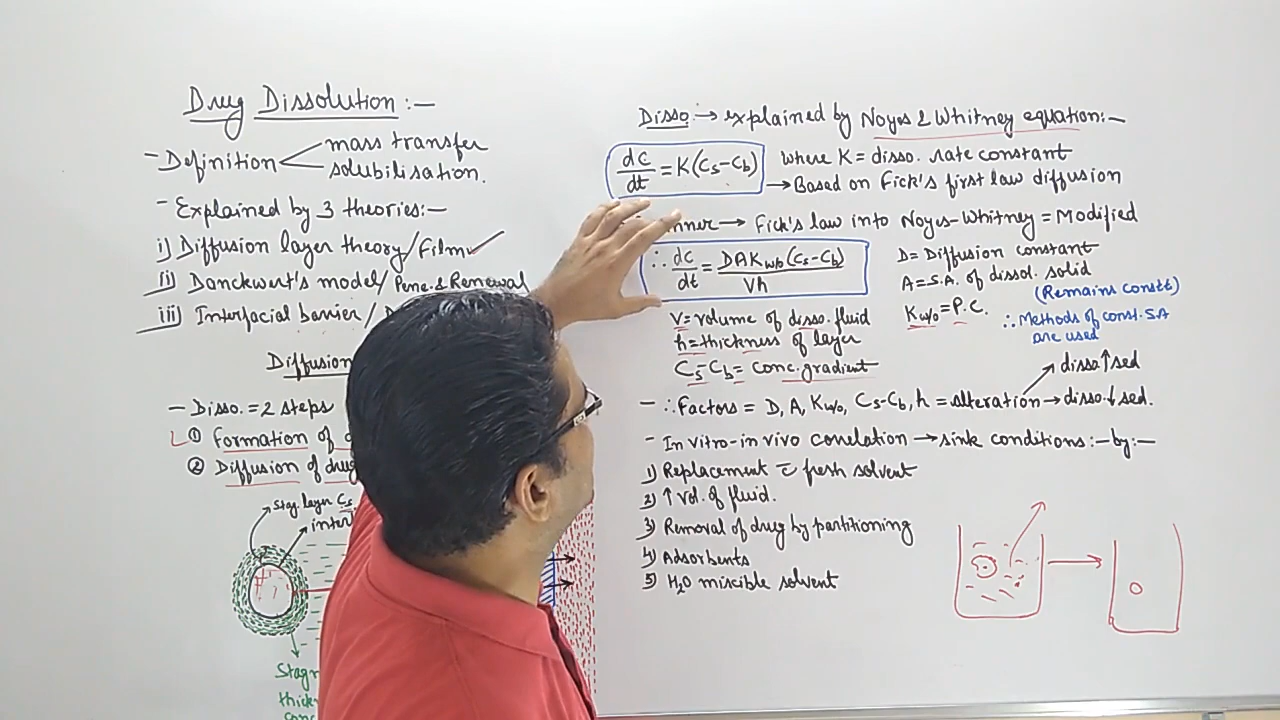 Drug Dissolution :-
- Definition < mass transfer
solubilisation.
- Explained by 3 theories:-
i) Diffusion layer theory/Film ✓
ii) Danckwert's model/ Pene. & Renewal
iii) Interfacial barrier /
Diffusion
- Disso. = 2 steps
① Formation of
② Diffusion of drug
stag. layer Cs
Stag
thick
conc
Disso → explained by Noyes & Whitney equation:-
dc/dt = K(Cs-Cb) where K = disso. rate constant
→ Based on Fick's first law diffusion
→ Fick's law into Noyes-Whitney = Modified
∴ dc/dt = DAKw/o (Cs-Cb)/Vh
D = Diffusion constant
A = S.A. of dissol. solid
(Remains constt)
Kw/o = P.C.
∴ Methods of const. S.A
are used
V = volume of disso. fluid
h = thickness of layer
Cs-Cb = conc. gradient
disso ↑ sed
- ∴ Factors = D, A, Kw/o, Cs-Cb, h = alteration → disso. ↓ sed.
- In vitro-in vivo correlation → sink conditions:- by:-
1) Replacement c̄ fresh solvent
2) ↑ vol. of fluid.
3) Removal of drug by partitioning
4) Adsorbents
5) H2O miscible solvent